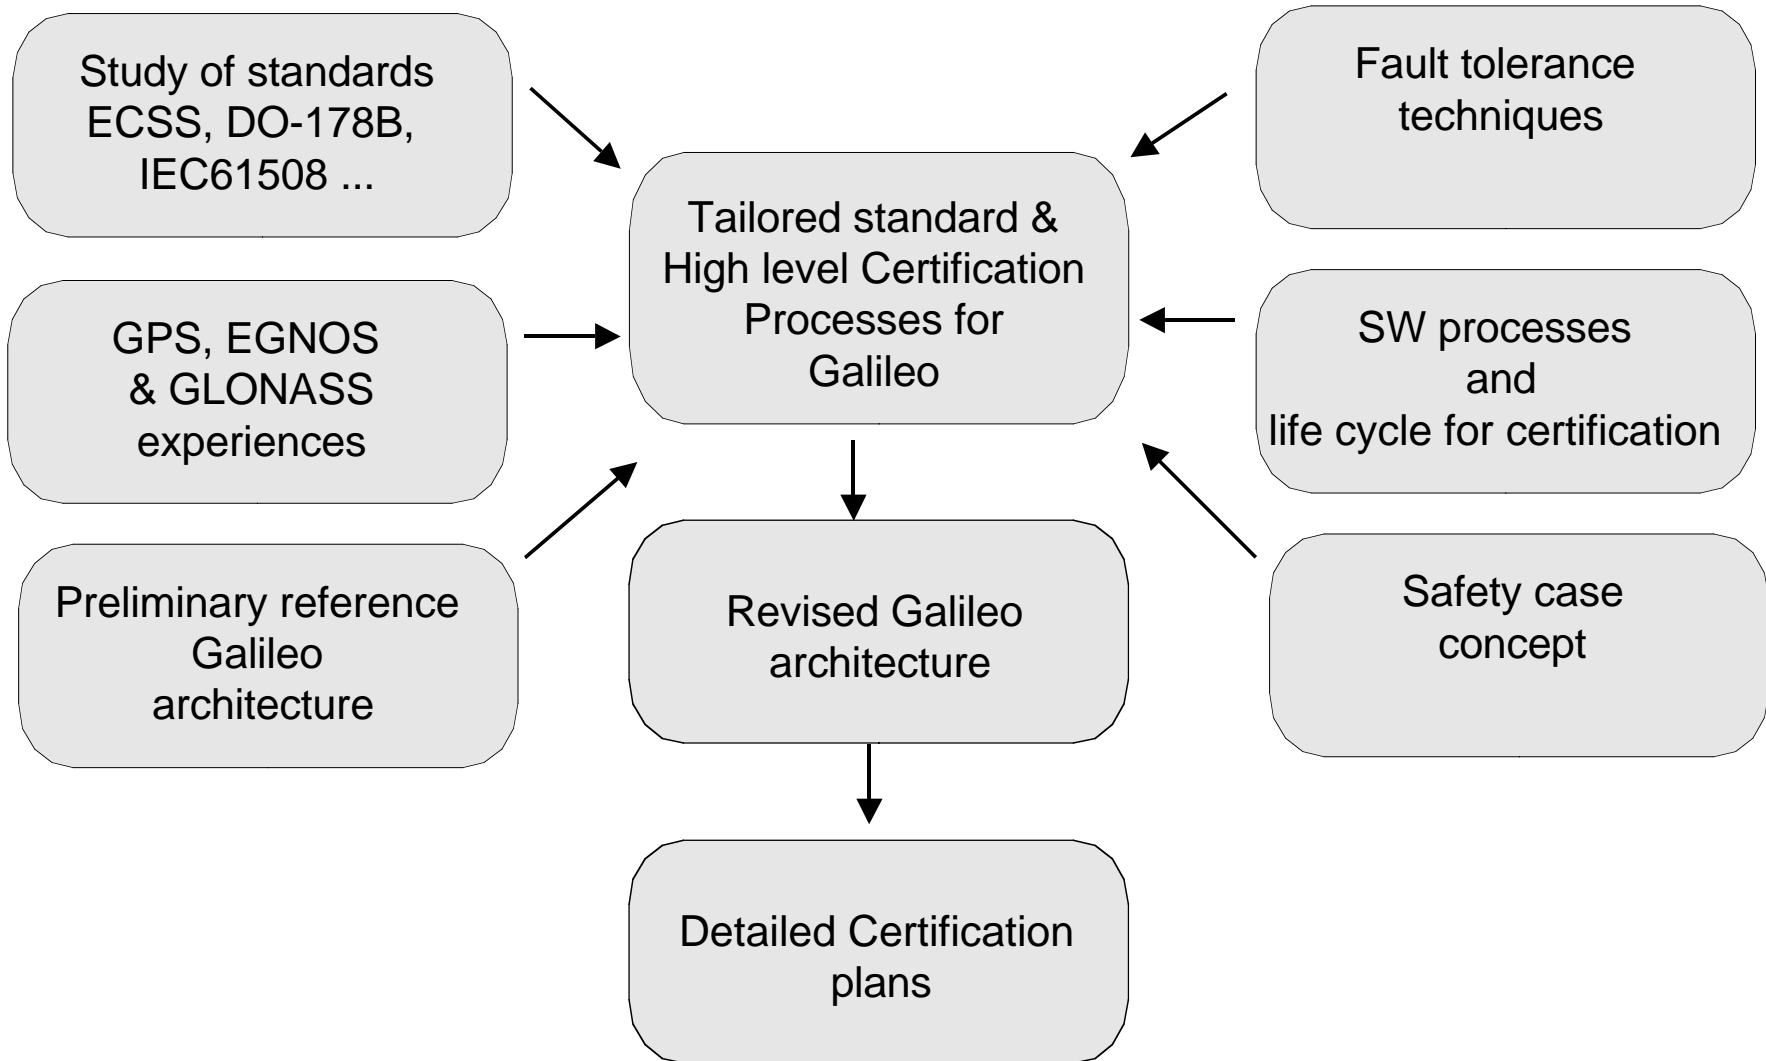 Study of standards
ECSS, DO-178B,
IEC61508 ...
Fault tolerance
techniques
Tailored standard &
High level Certification
Processes for
Galileo
GPS, EGNOS
& GLONASS
experiences
SW processes
and
life cycle for certification
Preliminary reference
Galileo
architecture
Revised Galileo
architecture
Safety case
concept
Detailed Certification
plans